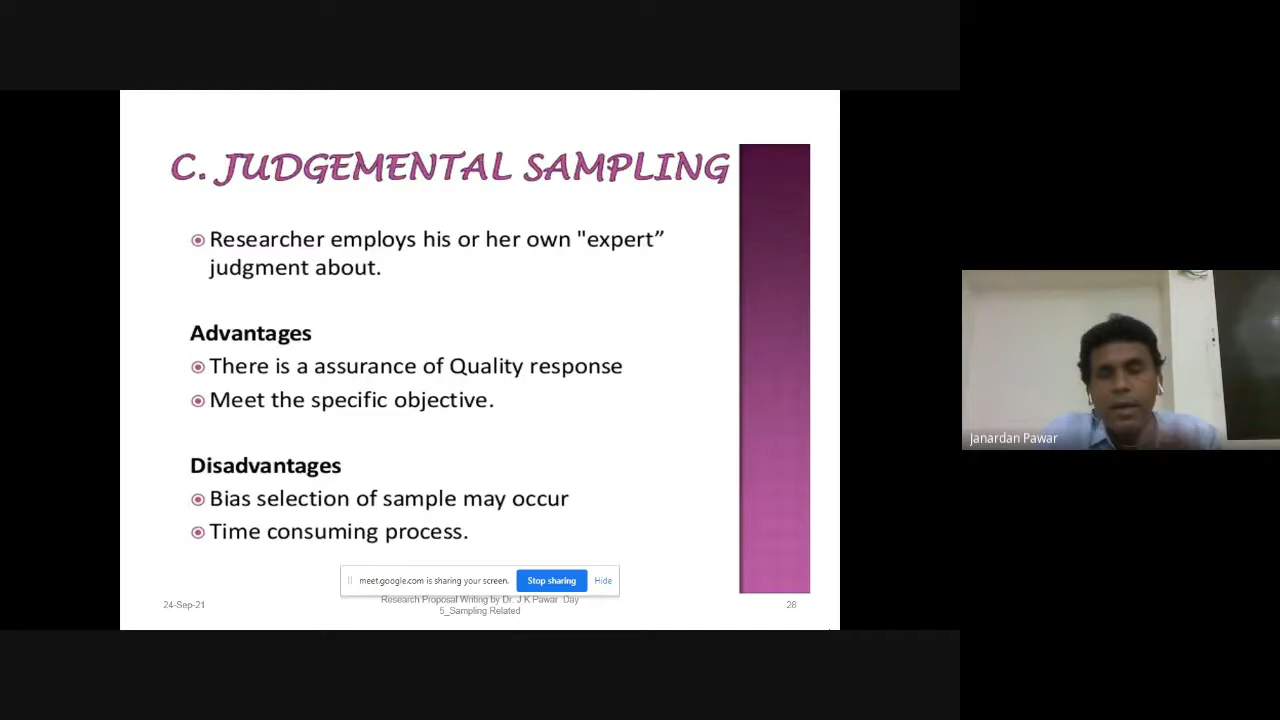 C. JUDGEMENTAL SAMPLING
Researcher employs his or her own "expert”
judgment about.
Advantages
There is a assurance of Quality response
Meet the specific objective.
Disadvantages
Bias selection of sample may occur
Time consuming process.
meet.google.com is sharing your screen.
Stop sharing
Hide
24-Sep-21
Research Proposal Writing by Dr. J K Pawar Day
5_Sampling Related
28
Janardan Pawar